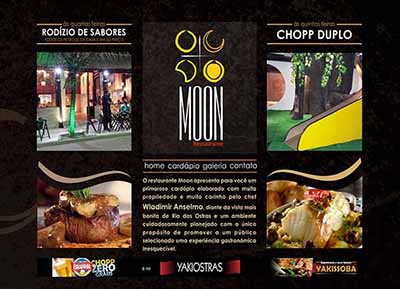 às quartas feiras
RODÍZIO DE SABORES
às quintas feiras
CHOPP DUPLO
MOON
Restaurante
home cardápio galeria contato
O restaurante Moon apresenta para você um
primoroso cardápio elaborado com muita
propriedade e muito carinho pelo chef
Wladimir Anselmo, diante da vista mais
bonita de Rio das Ostras e um ambiente
cuidadosamente planejado com o único
propósito de promover a um público
selecionado uma experiência gastronômica
inesquecível.
CHOPP
ZERO
GRAU
YAKIOSTRAS
YAKISSOBA